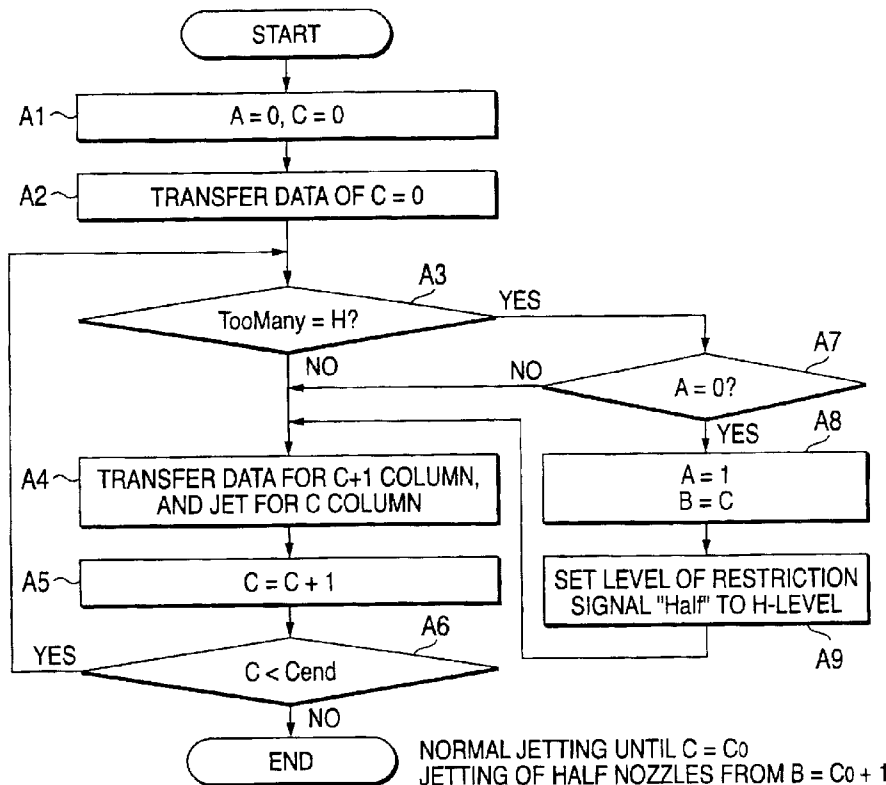 START
A1
A = 0, C = 0
A2
TRANSFER DATA OF C = 0
A3
TooMany = H?
YES
NO
A7
A = 0?
NO
YES
A8
A = 1
B = C
SET LEVEL OF RESTRICTION
SIGNAL "Half" TO H-LEVEL
A9
A4
TRANSFER DATA FOR C+1 COLUMN,
AND JET FOR C COLUMN
A5
C = C + 1
A6
C < Cend
YES
NO
END
NORMAL JETTING UNTIL C = C0
JETTING OF HALF NOZZLES FROM B = C0 + 1